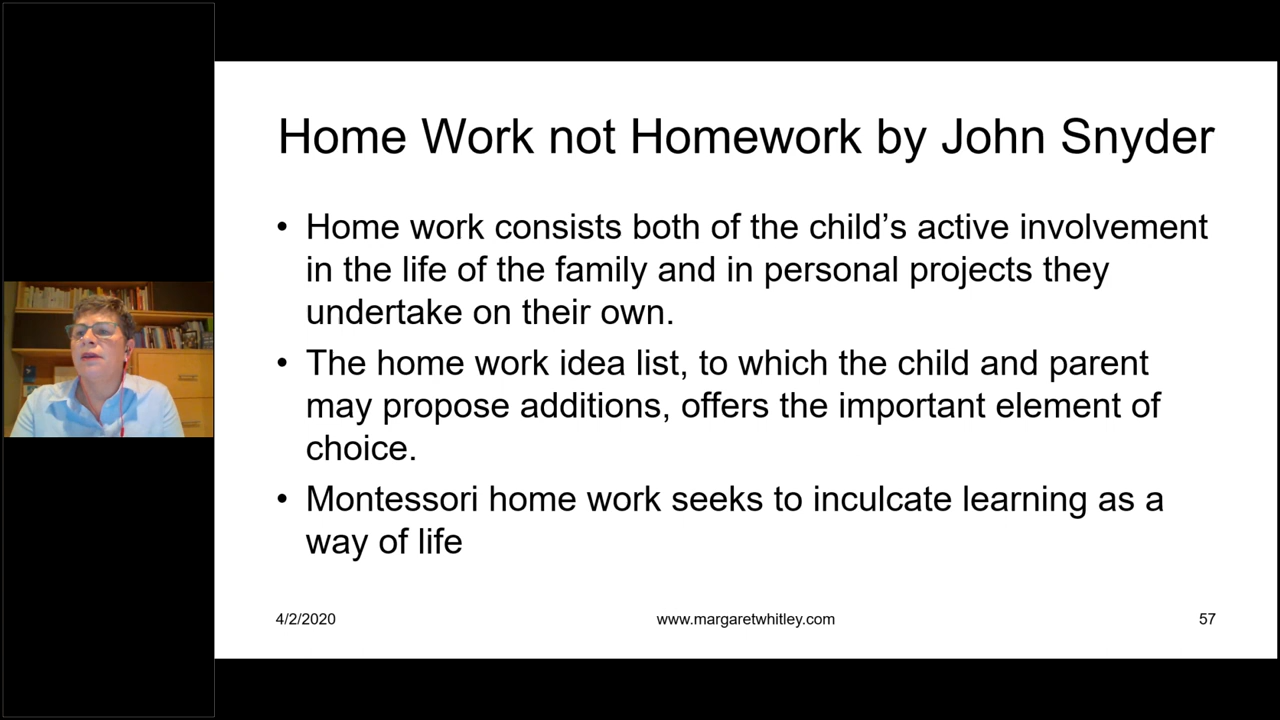 Home Work not Homework by John Snyder
• Home work consists both of the child’s active involvement
in the life of the family and in personal projects they
undertake on their own.
• The home work idea list, to which the child and parent
may propose additions, offers the important element of
choice.
• Montessori home work seeks to inculcate learning as a
way of life
4/2/2020
www.margaretwhitley.com
57